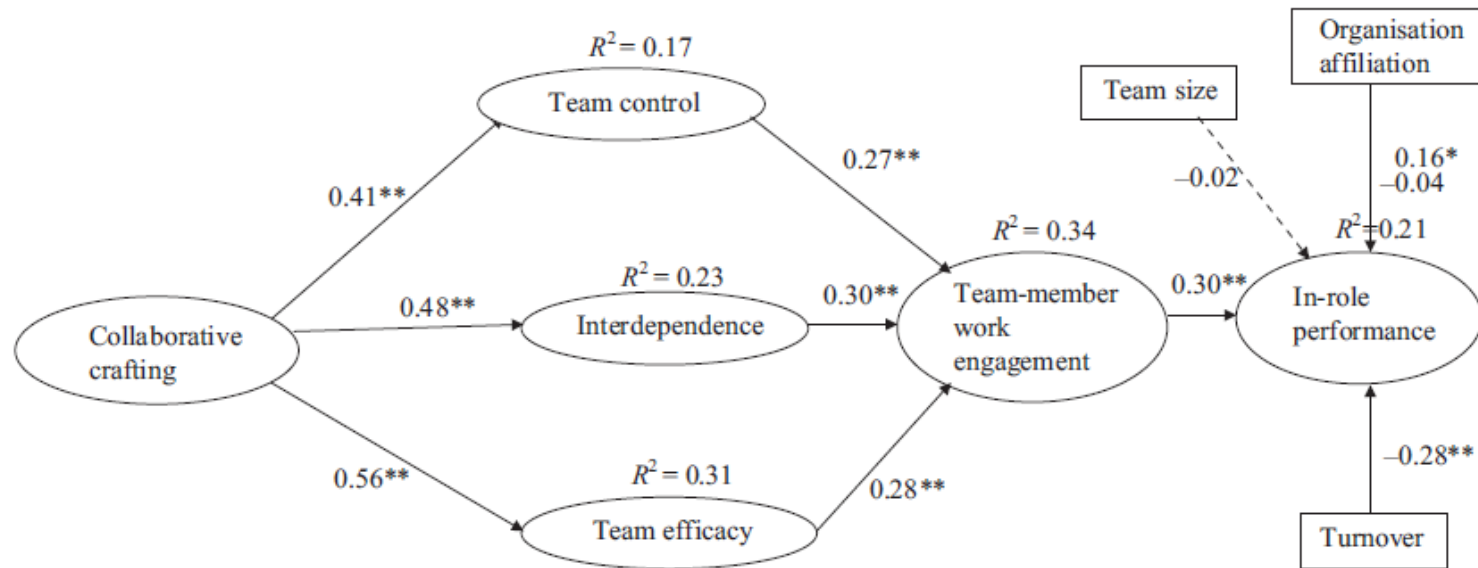 R² = 0.17
Team control
Organisation
affiliation
Team size
0.27**
0.16*
–0.02
–0.04
0.41**
R² = 0.34
R²=0.21
R² = 0.23
0.48**
Interdependence
0.30**
Team-member
work
engagement
0.30**
In-role
performance
Collaborative
crafting
R² = 0.31
0.56**
0.28**
–0.28**
Team efficacy
Turnover